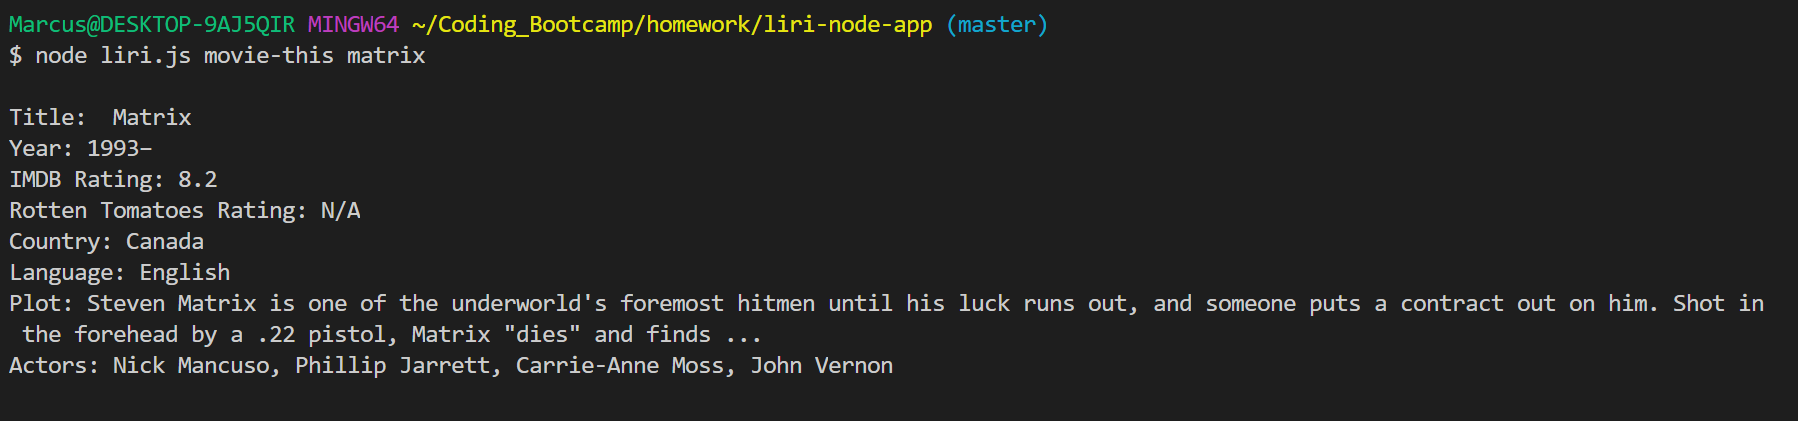 Marcus@DESKTOP-9AJ5QIR MINGW64 ~/Coding_Bootcamp/homework/liri-node-app (master)
$ node liri.js movie-this matrix
Title:  Matrix
Year: 1993–
IMDB Rating: 8.2
Rotten Tomatoes Rating: N/A
Country: Canada
Language: English
Plot: Steven Matrix is one of the underworld's foremost hitmen until his luck runs out, and someone puts a contract out on him. Shot in
 the forehead by a .22 pistol, Matrix "dies" and finds ...
Actors: Nick Mancuso, Phillip Jarrett, Carrie-Anne Moss, John Vernon